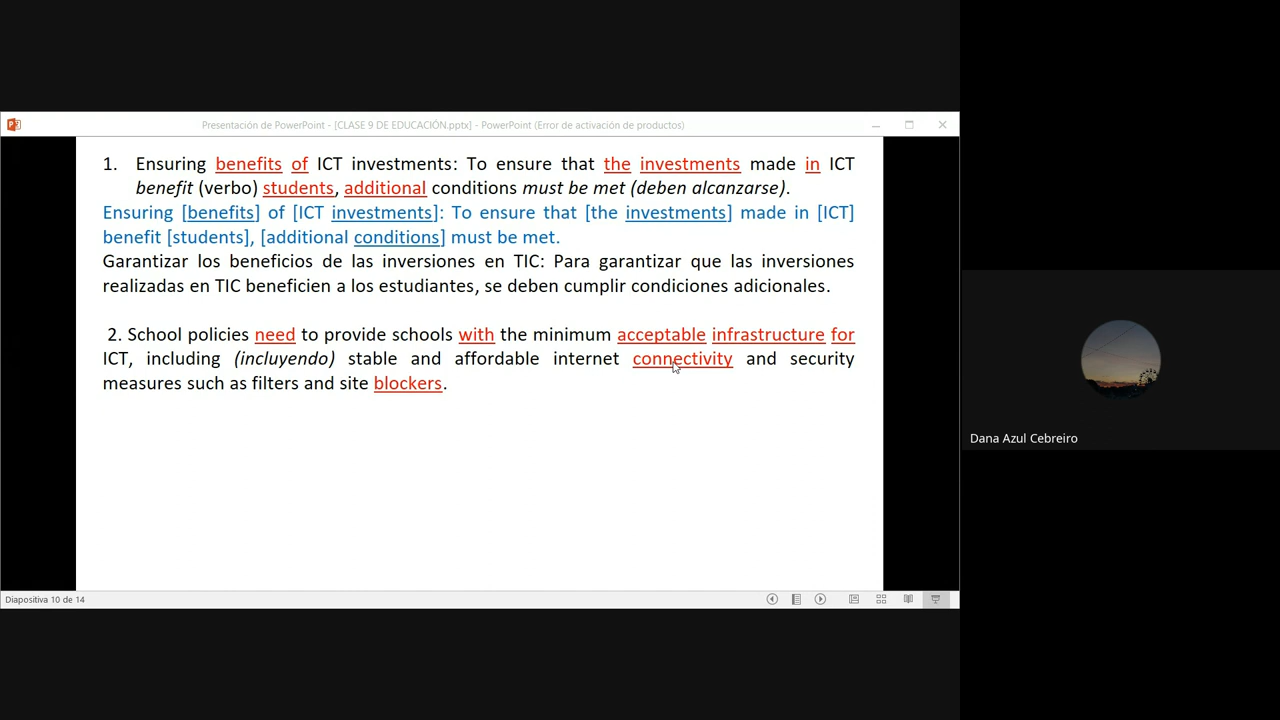 Presentación de PowerPoint - [CLASE 9 DE EDUCACIÓN.pptx] - PowerPoint (Error de activación de productos)
1. Ensuring benefits of ICT investments: To ensure that the investments made in ICT
benefit (verbo) students, additional conditions must be met (deben alcanzarse).
Ensuring [benefits] of [ICT investments]: To ensure that [the investments] made in [ICT]
benefit [students], [additional conditions] must be met.
Garantizar los beneficios de las inversiones en TIC: Para garantizar que las inversiones
realizadas en TIC beneficien a los estudiantes, se deben cumplir condiciones adicionales.
2. School policies need to provide schools with the minimum acceptable infrastructure for
ICT, including (incluyendo) stable and affordable internet connectivity and security
measures such as filters and site blockers.
Diapositiva 10 de 14
Dana Azul Cebreiro